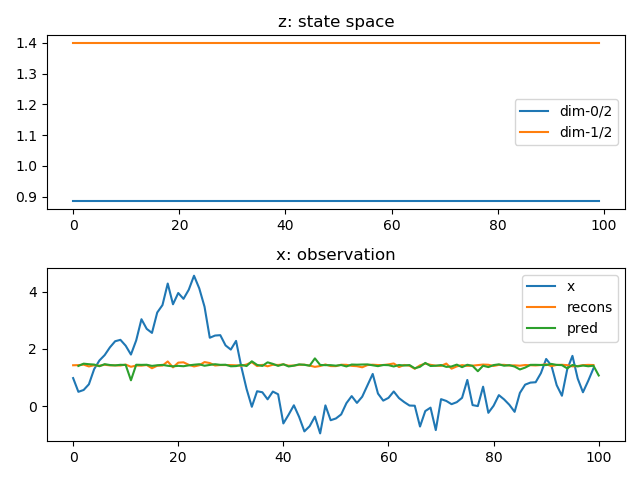 z: state space
1.4
1.3
1.2
1.1
1.0
0.9
dim-0/2
dim-1/2
0 20 40 60 80 100
x: observation
4
2
0
x
recons
pred
0 20 40 60 80 100